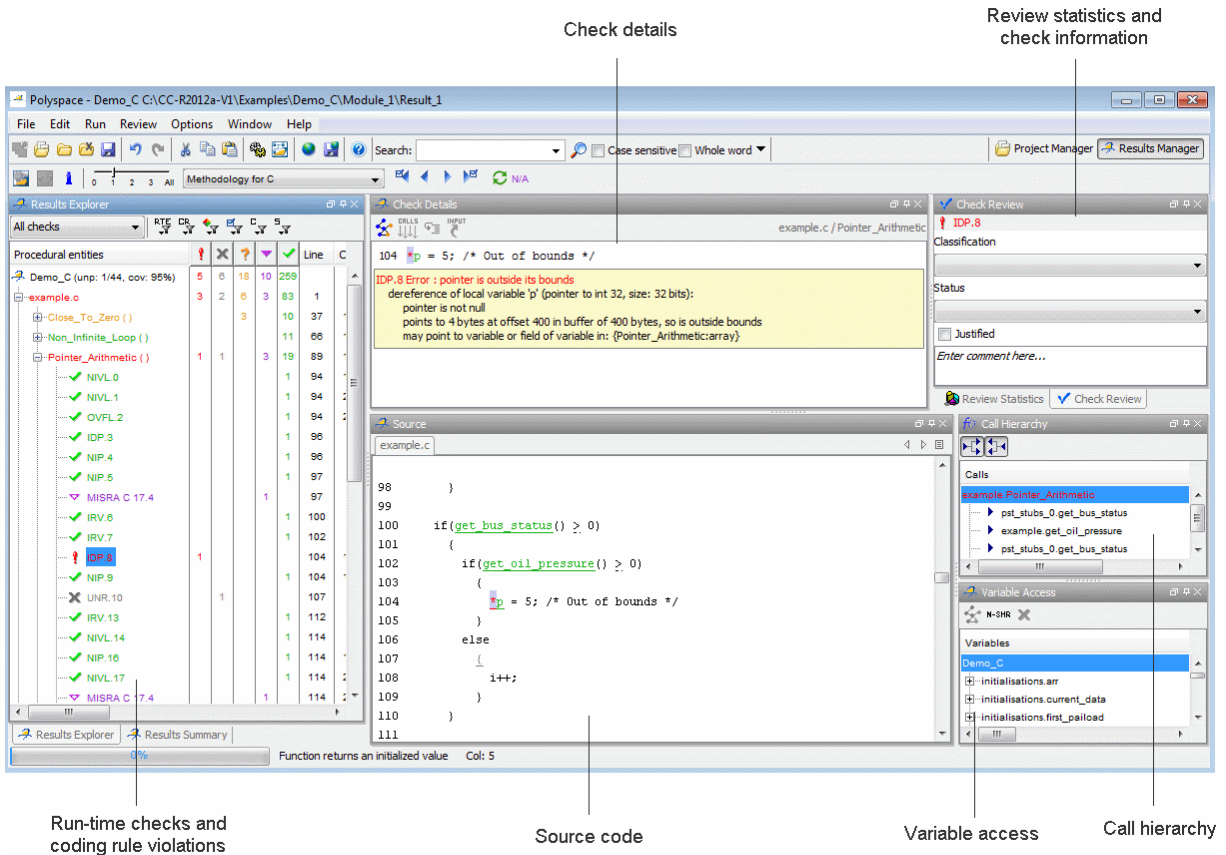 Check details
Review statistics and
check information
Polyspace - Demo_C C:\CC-R2012a-V1\Examples\Demo_C\Module_1\Result_1
File Edit Run Review Options Window Help
Search: Case sensitive Whole word
Project Manager Results Manager
0 1 2 3 All Methodology for C N/A
Results Explorer
All checks RTE CR C S
Procedural entities ! ? Line C
Demo_C (unp: 1/44, cov: 95%) 5 6 18 10 259
example.c 3 2 6 3 83 1
Close_To_Zero () 3 10 37
Non_Infinite_Loop () 11 66
Pointer_Arithmetic () 1 1 3 19 89
NIVL.0 1 94
NIVL.1 1 94
OVFL.2 1 94
IDP.3 1 96
NIP.4 1 96
NIP.5 1 97
MISRA C 17.4 1 97
IRV.6 1 100
IRV.7 1 102
IDP.8 1 104
NIP.9 1 104
UNR.10 1 107
IRV.13 1 112
NIVL.14 1 114
NIP.16 1 114
NIVL.17 1 114
MISRA C 17.4 1 114
Results Explorer Results Summary
Check Details
CALLS INPUT
example.c / Pointer_Arithmetic
104 *p = 5; /* Out of bounds */
IDP.8 Error : pointer is outside its bounds
dereference of local variable 'p' (pointer to int 32, size: 32 bits):
pointer is not null
points to 4 bytes at offset 400 in buffer of 400 bytes, so is outside bounds
may point to variable or field of variable in: {Pointer_Arithmetic:array}
Check Review
IDP.8
Classification
Status
Justified
Enter comment here...
Review Statistics Check Review
Source
example.c
98 }
99
100 if(get_bus_status() > 0)
101 {
102 if(get_oil_pressure() > 0)
103 {
104 *p = 5; /* Out of bounds */
105 }
106 else
107 {
108 i++;
109 }
110 }
111
Call Hierarchy
Calls
example.Pointer_Arithmetic
pst_stubs_0.get_bus_status
example.get_oil_pressure
pst_stubs_0.get_bus_status
Variable Access
N-SHR
Variables
Demo_C
initialisations.arr
initialisations.current_data
initialisations.first_paiload
0% Function returns an initialized value Col: 5
Run-time checks and
coding rule violations
Source code
Variable access
Call hierarchy